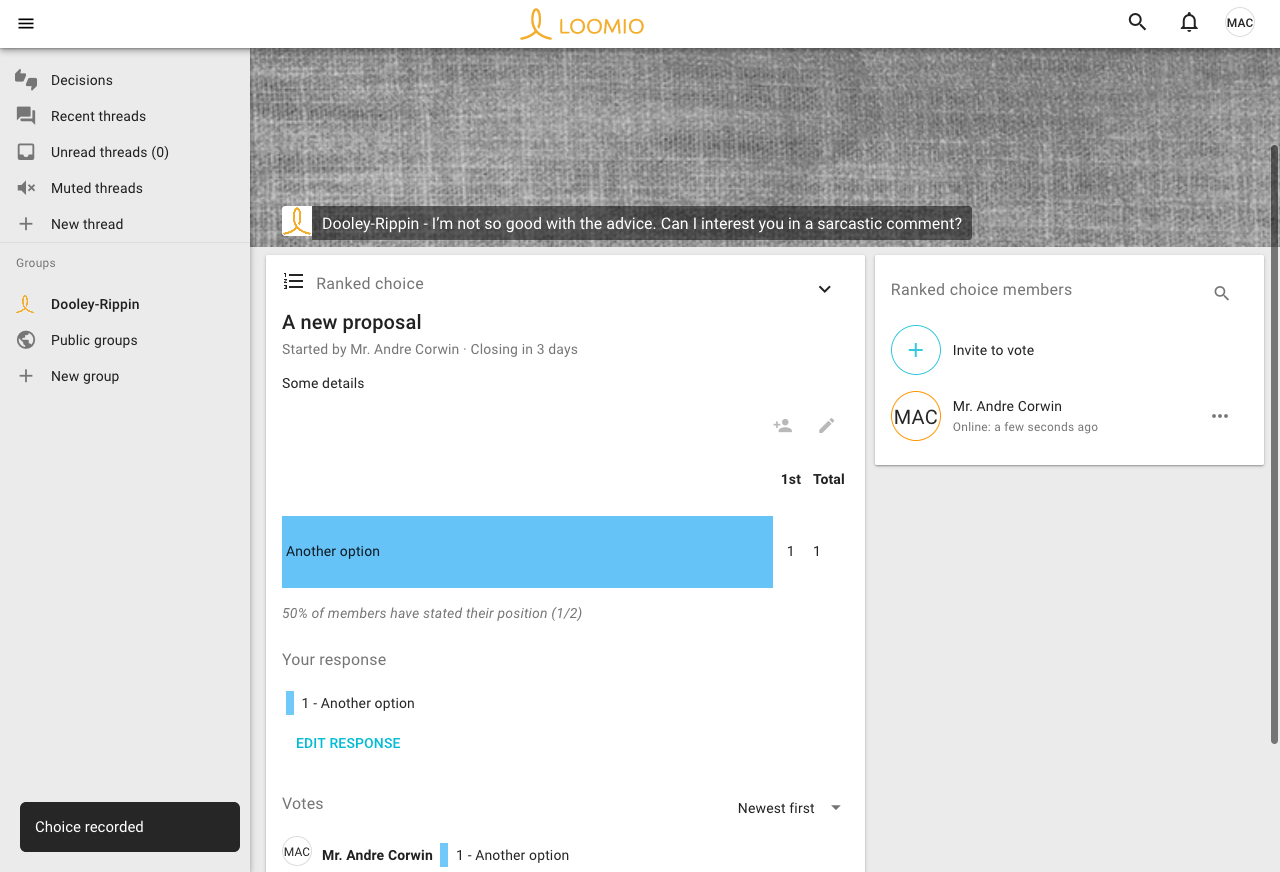 LOOMIO
MAC
Decisions
Recent threads
Unread threads (0)
Muted threads
New thread
Groups
Dooley-Rippin
Public groups
New group
Dooley-Rippin - I’m not so good with the advice. Can I interest you in a sarcastic comment?
Ranked choice
A new proposal
Started by Mr. Andre Corwin · Closing in 3 days
Some details
1st Total
Another option 1 1
50% of members have stated their position (1/2)
Your response
1 - Another option
EDIT RESPONSE
Votes
Newest first
MAC Mr. Andre Corwin 1 - Another option
Ranked choice members
Invite to vote
MAC
Mr. Andre Corwin
Online: a few seconds ago
Choice recorded